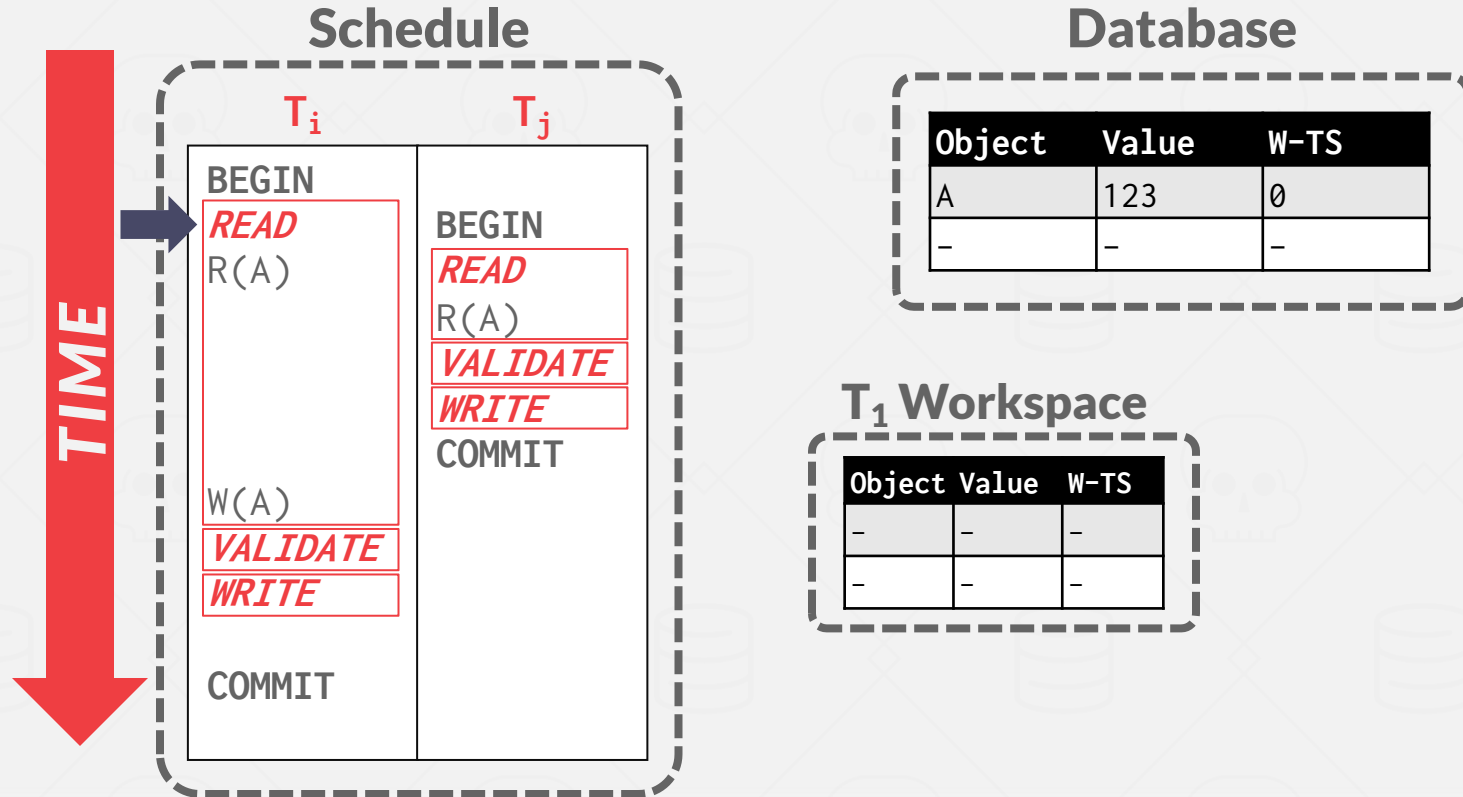 Schedule
TIME
Ti Tj
BEGIN
READ BEGIN
R(A) READ
R(A)
VALIDATE
WRITE
COMMIT
W(A)
VALIDATE
WRITE
COMMIT
Database
Object Value W-TS
A 123 0
- - -
T1 Workspace
Object Value W-TS
- - -
- - -